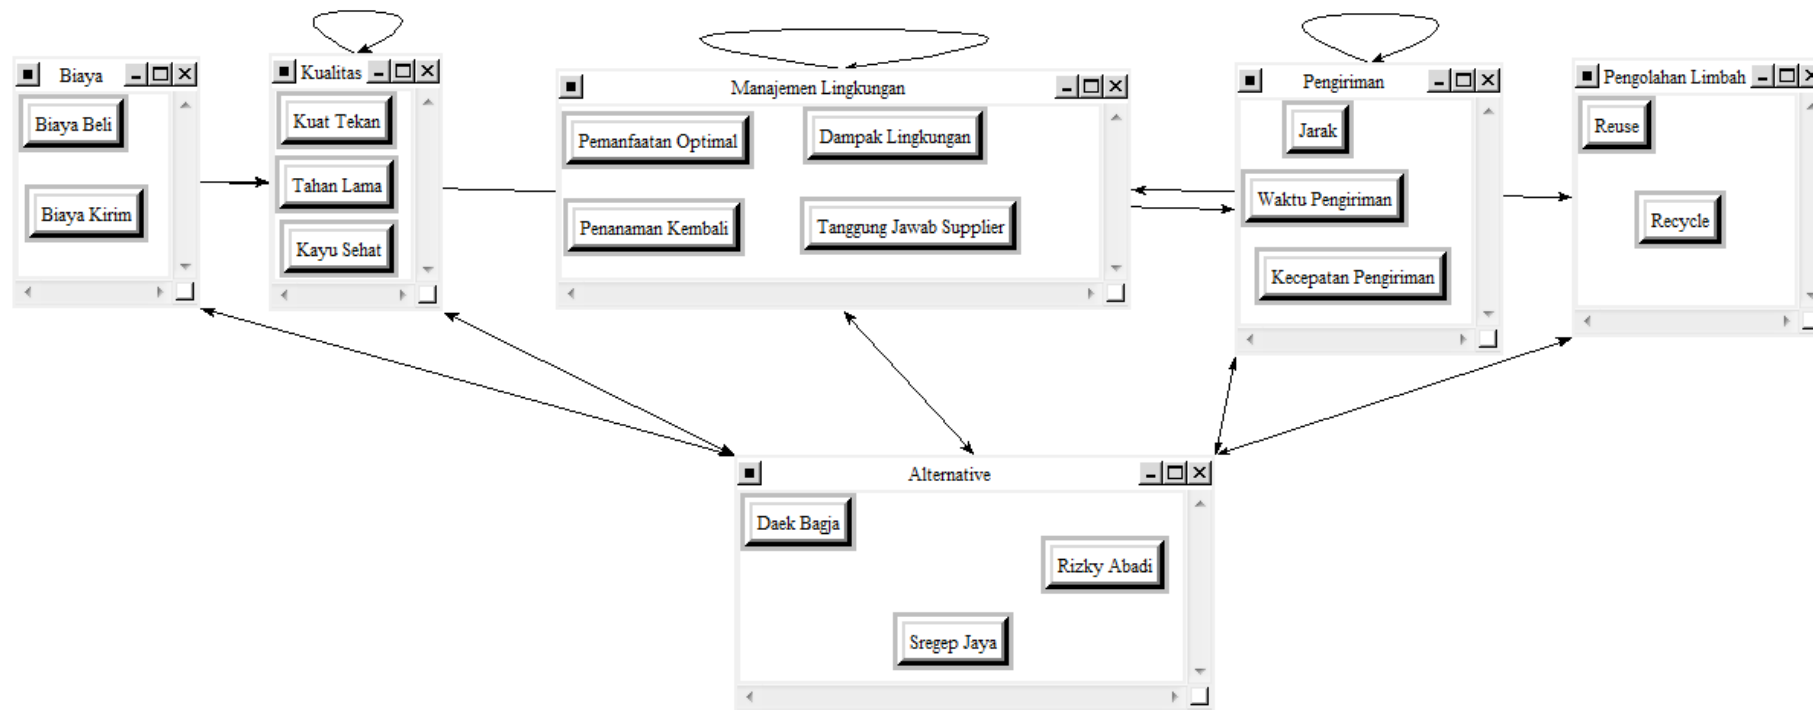 Biaya
Biaya Beli
Biaya Kirim
Kualitas
Kuat Tekan
Tahan Lama
Kayu Sehat
Manajemen Lingkungan
Pemanfaatan Optimal
Dampak Lingkungan
Penanaman Kembali
Tanggung Jawab Supplier
Pengiriman
Jarak
Waktu Pengiriman
Kecepatan Pengiriman
Pengolahan Limbah
Reuse
Recycle
Alternative
Daek Bagja
Rizky Abadi
Sregep Jaya